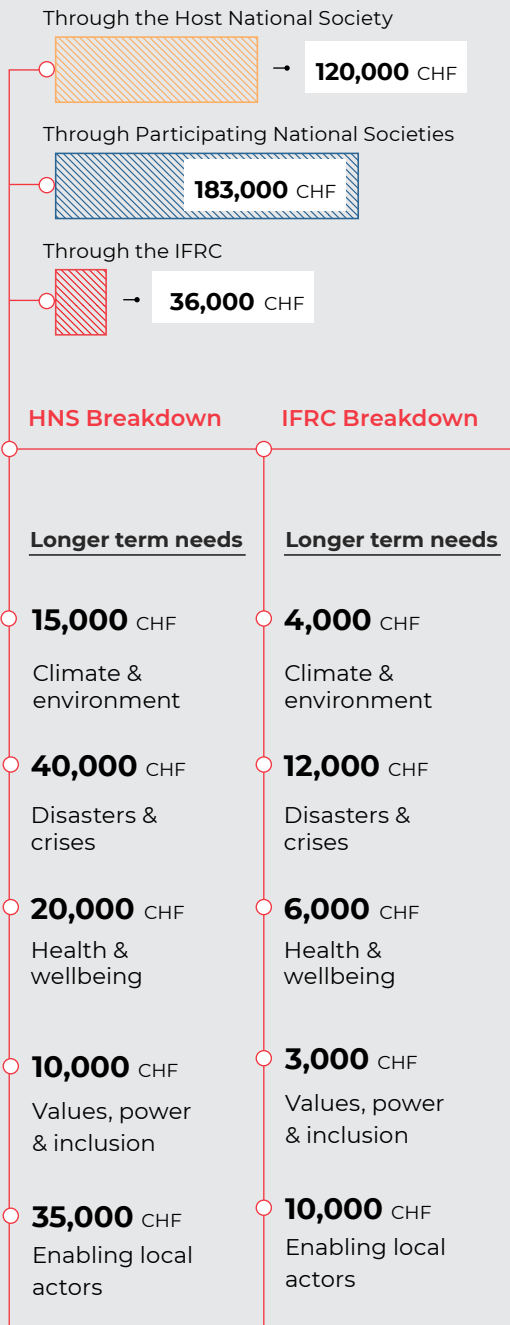 Through the Host National Society
120,000 CHF
Through Participating National Societies
183,000 CHF
Through the IFRC
36,000 CHF
HNS Breakdown
Longer term needs
15,000 CHF
Climate &
environment
40,000 CHF
Disasters &
crises
20,000 CHF
Health &
wellbeing
10,000 CHF
Values, power
& inclusion
35,000 CHF
Enabling local
actors
IFRC Breakdown
Longer term needs
4,000 CHF
Climate &
environment
12,000 CHF
Disasters &
crises
6,000 CHF
Health &
wellbeing
3,000 CHF
Values, power
& inclusion
10,000 CHF
Enabling local
actors